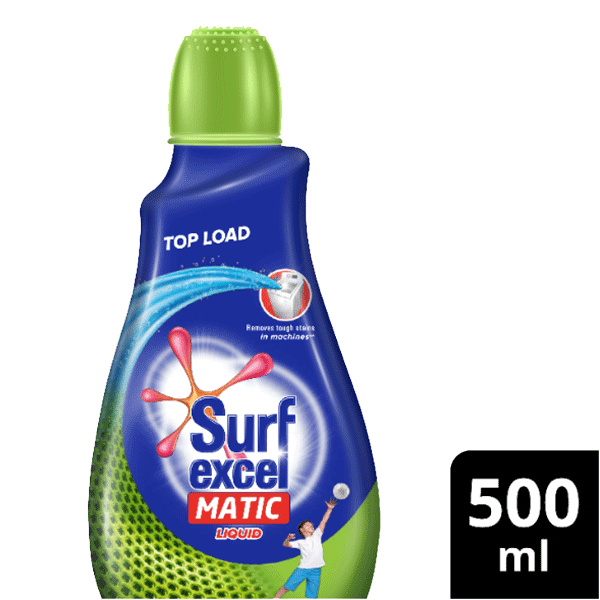 TOP LOAD
Removes tough stains
in machines**
Surf
excel
MATIC
LIQUID
500
ml